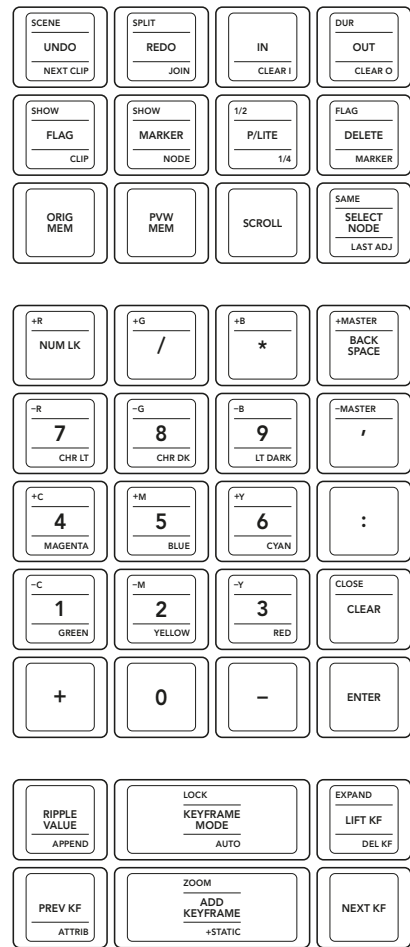 SCENE
UNDO
NEXT CLIP
SPLIT
REDO
JOIN
IN
CLEAR I
DUR
OUT
CLEAR O
SHOW
FLAG
CLIP
SHOW
MARKER
NODE
1/2
P/LITE
1/4
FLAG
DELETE
MARKER
ORIG
MEM
PVW
MEM
SCROLL
SAME
SELECT
NODE
LAST ADJ
+R
NUM LK
+G
/
+B
*
+MASTER
BACK
SPACE
–R
7
CHR LT
–G
8
CHR DK
–B
9
LT DARK
–MASTER
,
+C
4
MAGENTA
+M
5
BLUE
+Y
6
CYAN
:
–C
1
GREEN
–M
2
YELLOW
–Y
3
RED
CLOSE
CLEAR
+
0
–
ENTER
RIPPLE
VALUE
APPEND
LOCK
KEYFRAME
MODE
AUTO
EXPAND
LIFT KF
DEL KF
PREV KF
ATTRIB
ZOOM
ADD
KEYFRAME
+STATIC
NEXT KF